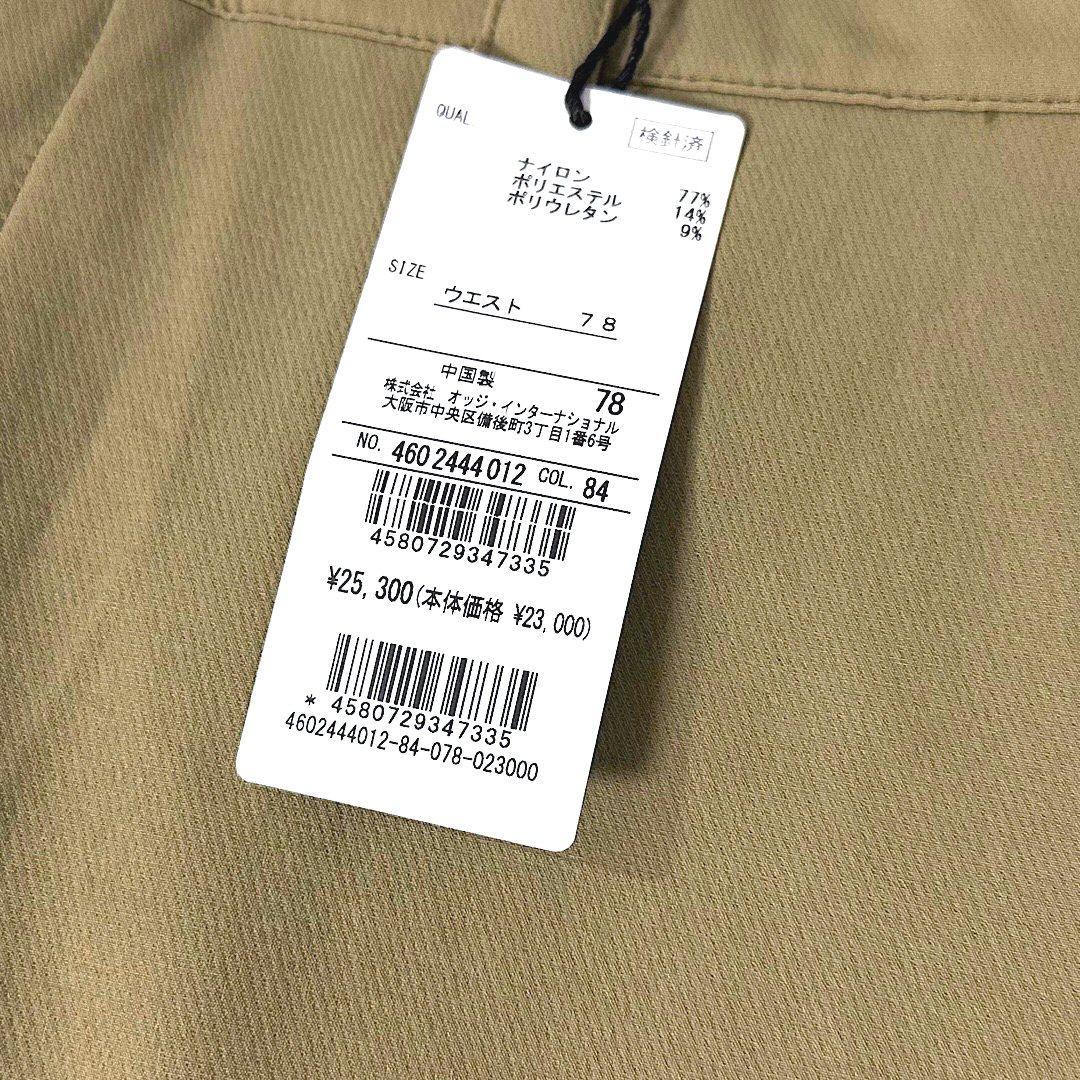 QUAL
検針済
ナイロン 77%
ポリエステル 14%
ポリウレタン 9%
SIZE
ウエスト 78
中国製 78
株式会社 オッジ・インターナショナル
大阪市中央区備後町3丁目1番6号
NO. 4602444012 COL. 84
4580729347335
¥25,300(本体価格 ¥23,000)
* 4580729347335
4602444012-84-078-023000